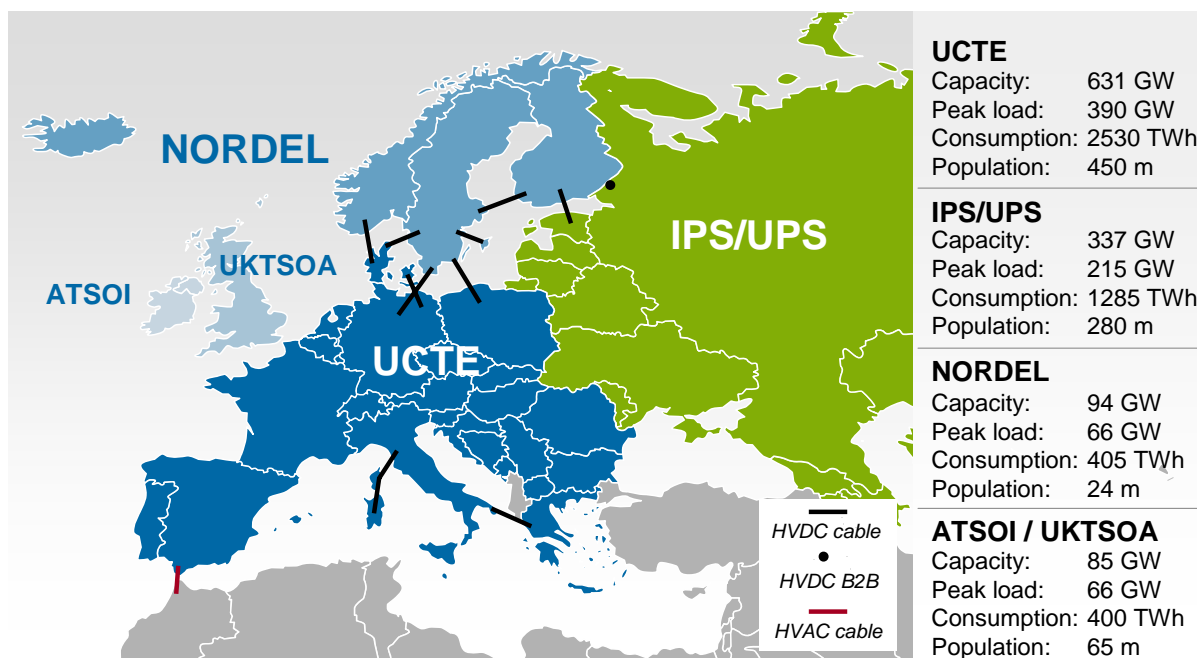 NORDEL
UKTSOA
ATSOI
IPS/UPS
UCTE
HVDC cable
HVDC B2B
HVAC cable
UCTE
Capacity: 631 GW
Peak load: 390 GW
Consumption: 2530 TWh
Population: 450 m
IPS/UPS
Capacity: 337 GW
Peak load: 215 GW
Consumption: 1285 TWh
Population: 280 m
NORDEL
Capacity: 94 GW
Peak load: 66 GW
Consumption: 405 TWh
Population: 24 m
ATSOI / UKTSOA
Capacity: 85 GW
Peak load: 66 GW
Consumption: 400 TWh
Population: 65 m